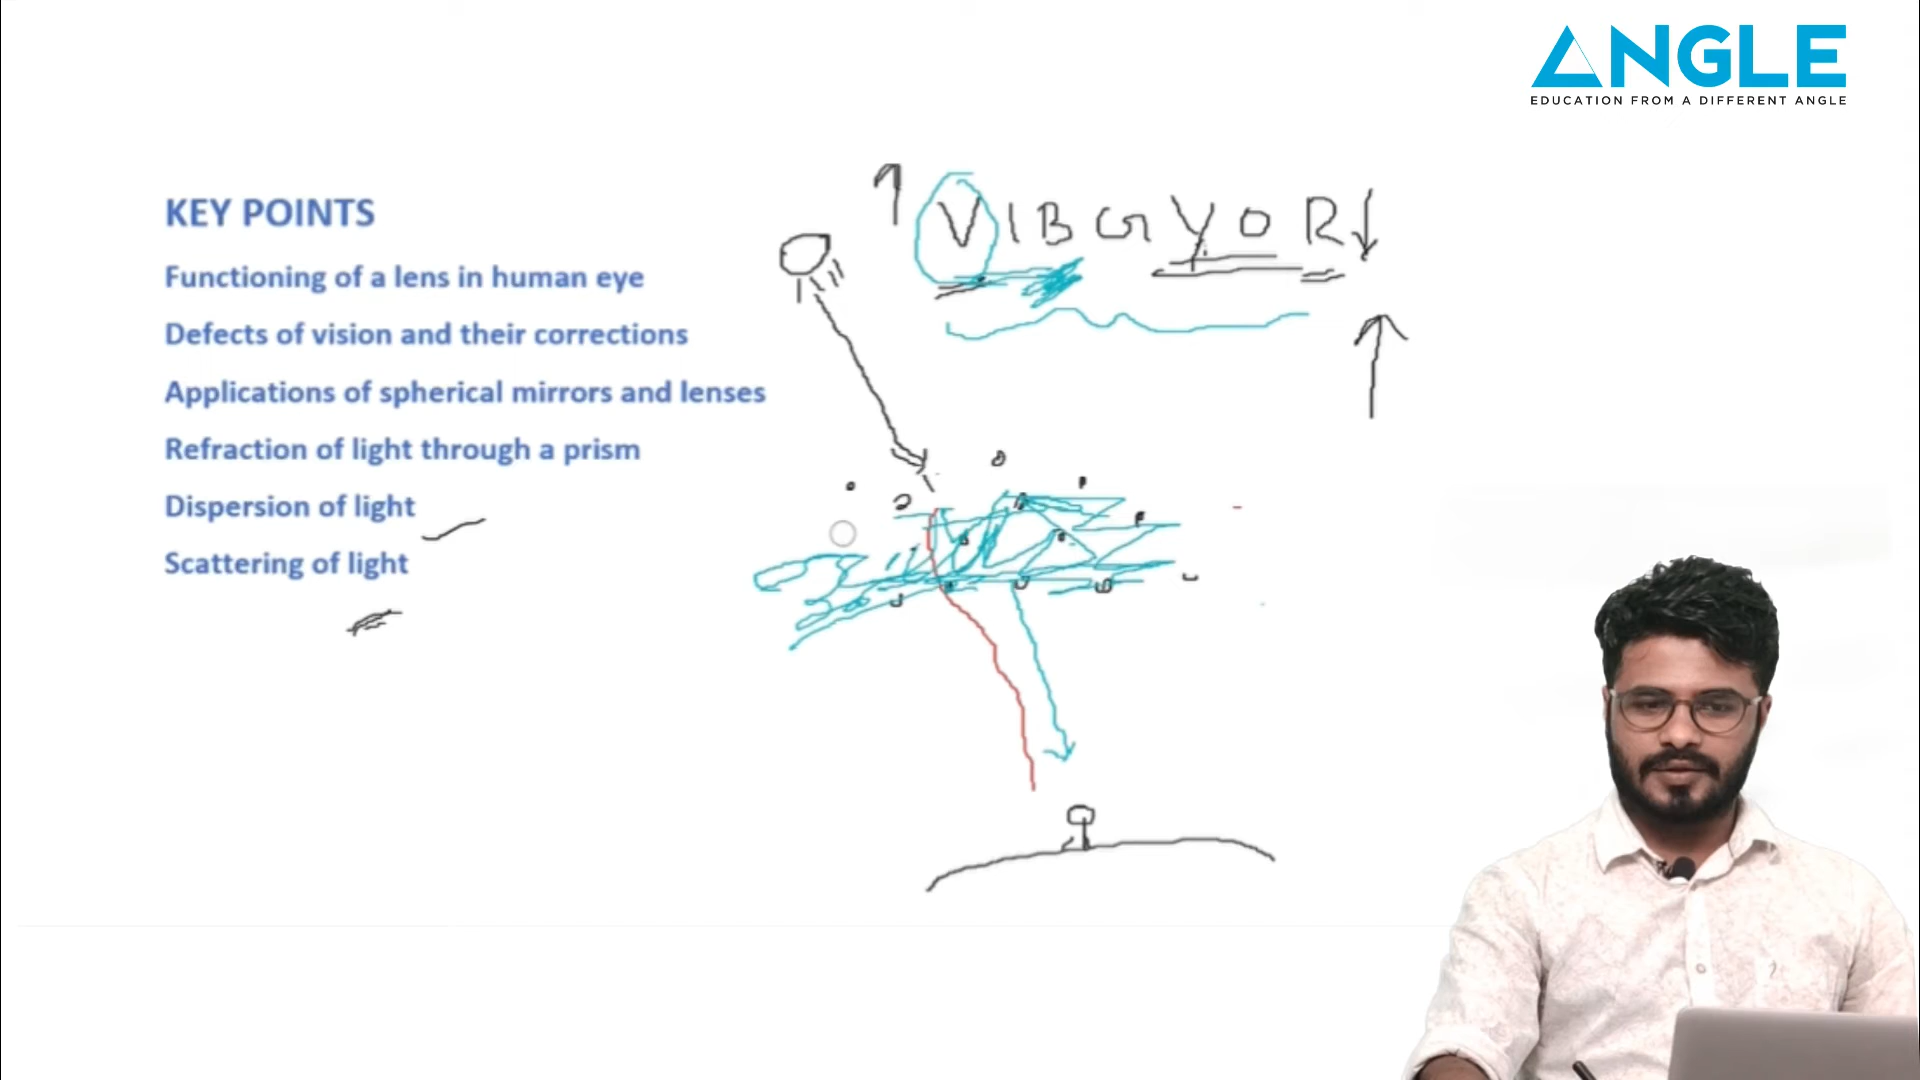 ANGLE
EDUCATION FROM A DIFFERENT ANGLE
VIBGYOR
KEY POINTS
Functioning of a lens in human eye
Defects of vision and their corrections
Applications of spherical mirrors and lenses
Refraction of light through a prism
Dispersion of light
Scattering of light